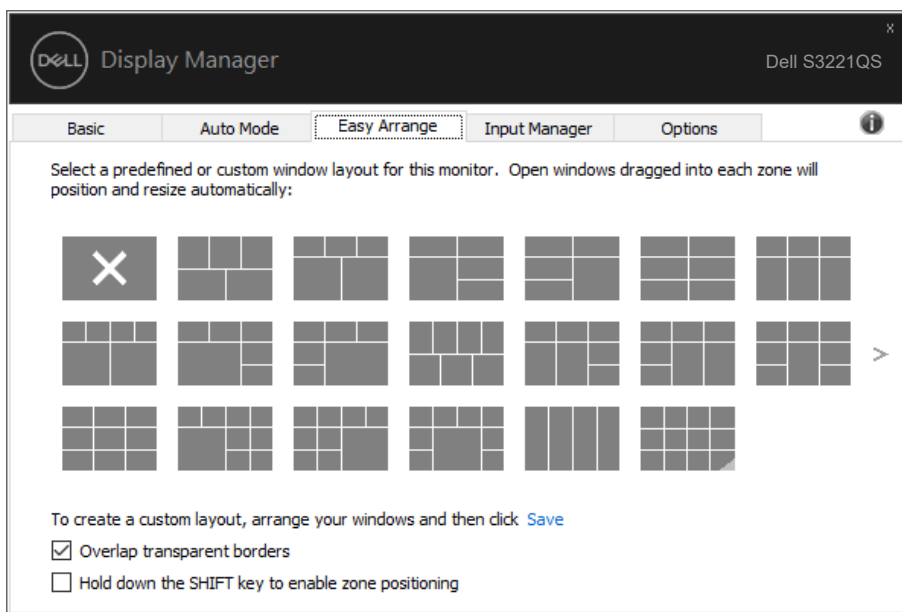 x
DELL Display Manager
Dell S3221QS
Basic Auto Mode Easy Arrange Input Manager Options
Select a predefined or custom window layout for this monitor. Open windows dragged into each zone will
position and resize automatically:
To create a custom layout, arrange your windows and then click Save
Overlap transparent borders
Hold down the SHIFT key to enable zone positioning